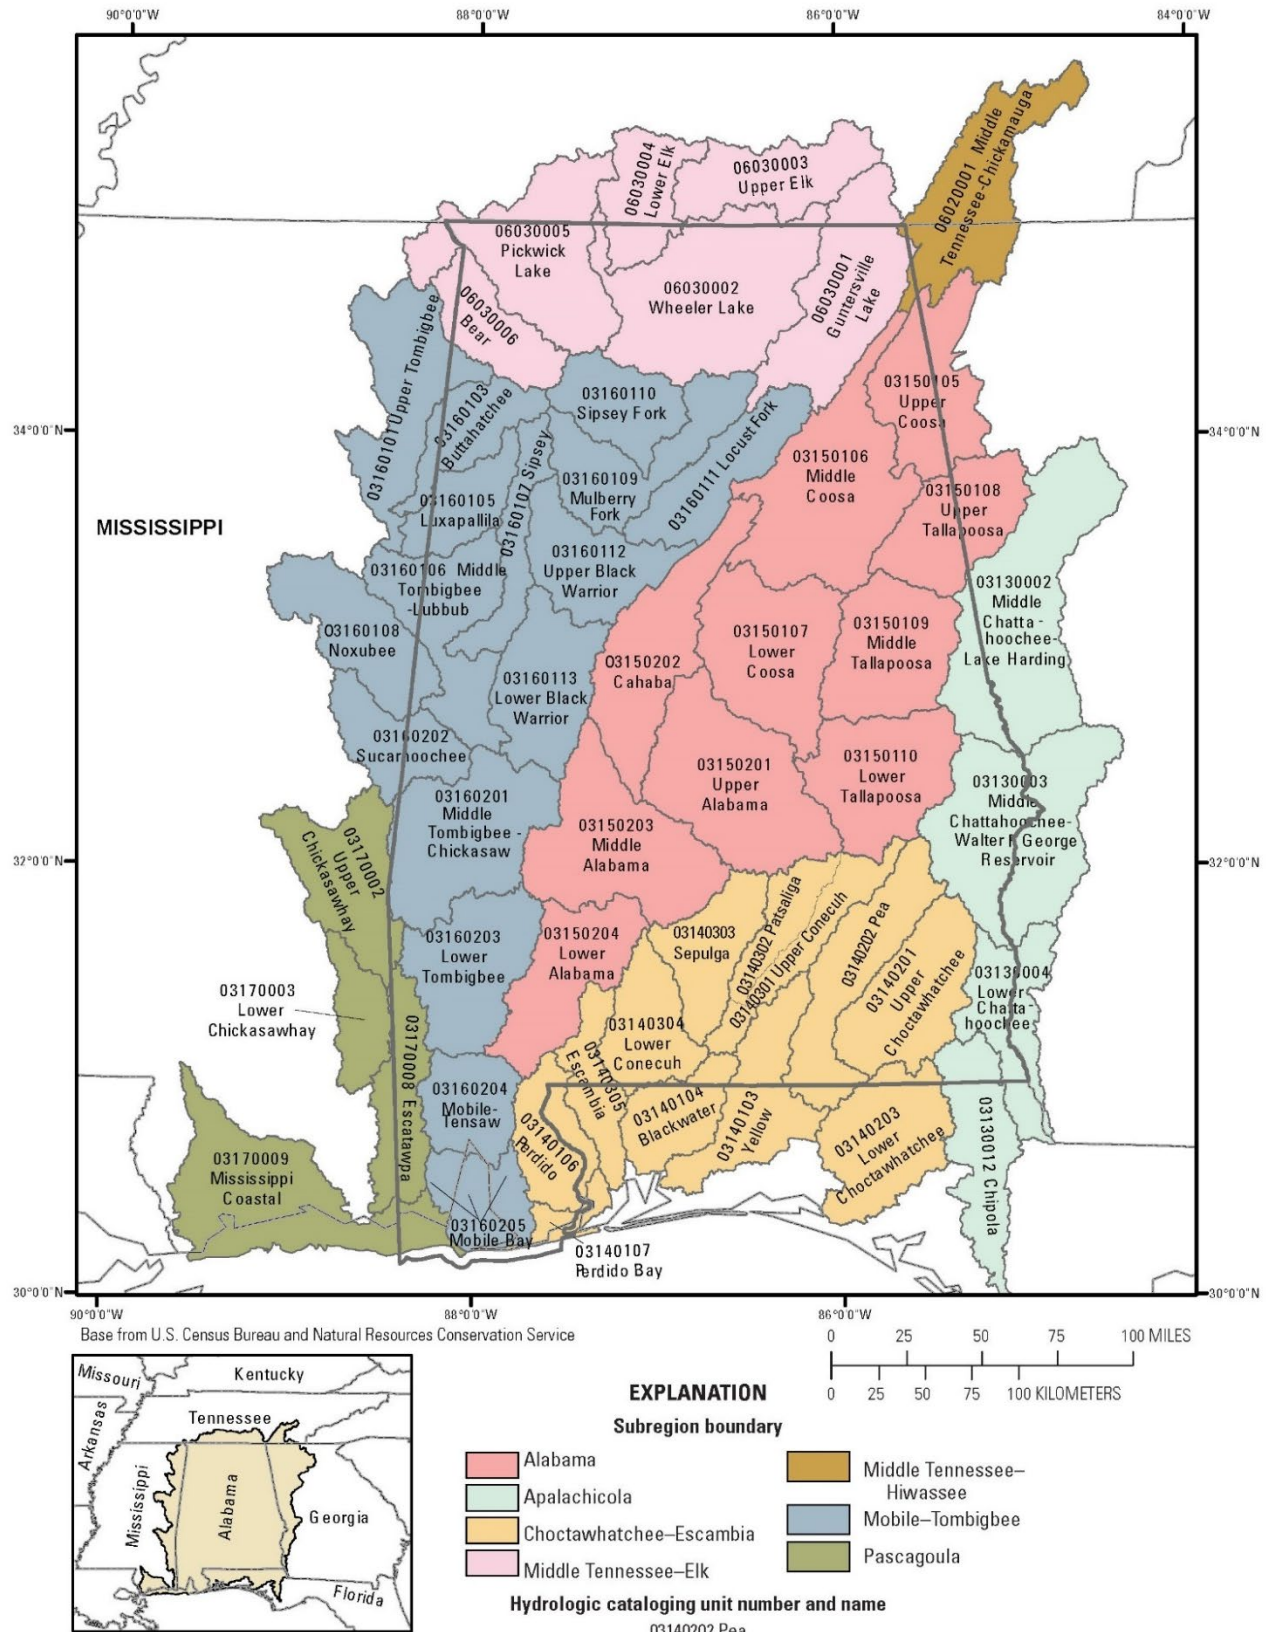 90°0'0"W
88°0'0"W
86°0'0"W
84°0'0"W
06020001 Middle
Tennessee-Chickamauga
06030004
Lower Elk
06030003
Upper Elk
06030005
Pickwick
Lake
06030002
Wheeler Lake
06030001
Guntersville
Lake
06030006
Bear
03160101 Upper Tombigbee
03160103
Buttahatchee
03160110
Sipsey Fork
03150105
Upper
Coosa
34°0'0"N
34°0'0"N
03160105
Luxapallila
03160107 Sipsey
03160109
Mulberry
Fork
03160111 Locust Fork
03150106
Middle
Coosa
03150108
Upper
Tallapoosa
MISSISSIPPI
03160106 Middle
Tombigbee
-Lubbub
03160112
Upper Black
Warrior
03130002
Middle
Chatta-
hoochee-
Lake Harding
03160108
Noxubee
03150202
Cahaba
03150107
Lower
Coosa
03150109
Middle
Tallapoosa
03160113
Lower Black
Warrior
03160202
Sucarnoochee
03150201
Upper
Alabama
03150110
Lower
Tallapoosa
03130003
Middle
Chattahoochee-
Walter F George
Reservoir
03160201
Middle
Tombigbee -
Chickasaw
03150203
Middle
Alabama
32°0'0"N
32°0'0"N
03170002
Upper
Chickasawhay
03160203
Lower
Tombigbee
03150204
Lower
Alabama
03140303
Sepulga
03140302 Patsaliga
03140301 Upper Conecuh
03140202 Pea
03140201
Upper
Choctawhatchee
03130004
Lower
Chatta-
hoochee
03170003
Lower
Chickasawhay
03170008 Escatawpa
03140304
Lower
Conecuh
03140305
Escambia
03160204
Mobile-
Tensaw
03140106
Perdido
03140104
Blackwater
03140103
Yellow
03140203
Lower
Choctawhatchee
03130012 Chipola
03170009
Mississippi
Coastal
03160205
Mobile Bay
03140107
Perdido Bay
30°0'0"N
30°0'0"N
90°0'0"W
88°0'0"W
86°0'0"W
Base from U.S. Census Bureau and Natural Resources Conservation Service
0 25 50 75 100 MILES
0 25 50 75 100 KILOMETERS
Missouri
Kentucky
Arkansas
Tennessee
Mississippi
Alabama
Georgia
Florida
EXPLANATION
Subregion boundary
Alabama
Apalachicola
Choctawhatchee–Escambia
Middle Tennessee–Elk
Middle Tennessee–
Hiwassee
Mobile–Tombigbee
Pascagoula
Hydrologic cataloging unit number and name
03140202 Pea